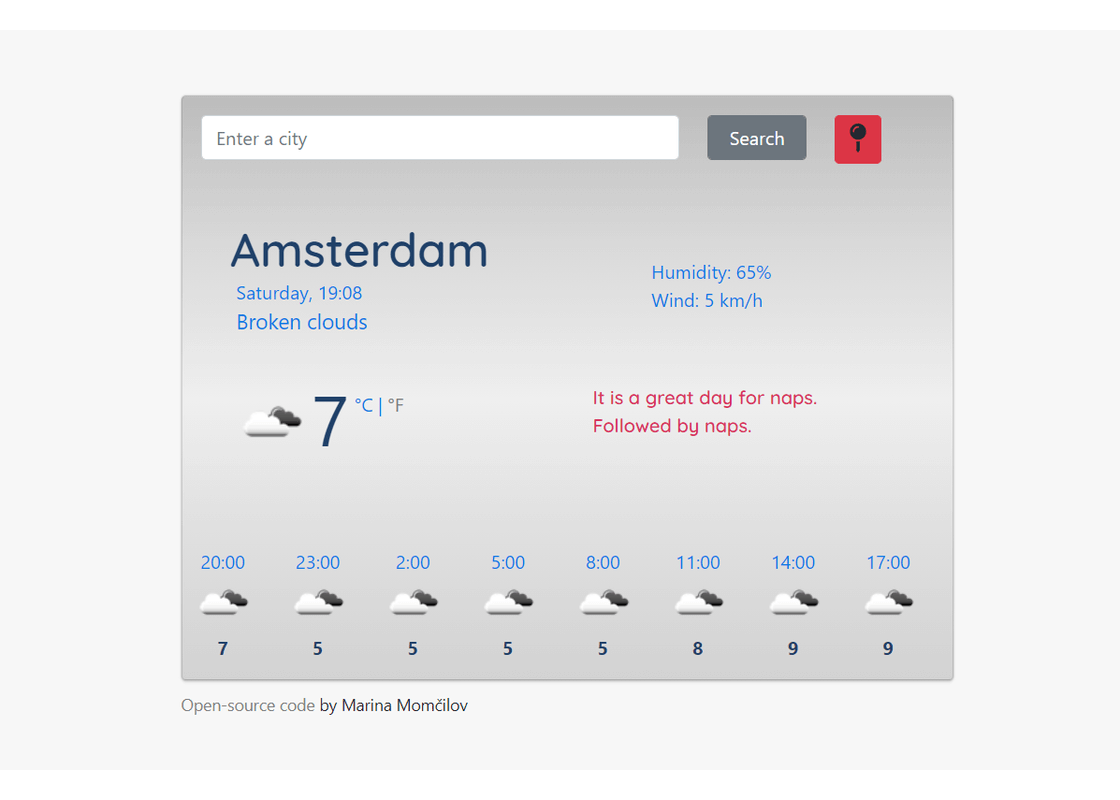 Enter a city
Search
Amsterdam
Saturday, 19:08
Broken clouds
Humidity: 65%
Wind: 5 km/h
7 °C | °F
It is a great day for naps.
Followed by naps.
20:00 23:00 2:00 5:00 8:00 11:00 14:00 17:00
7 5 5 5 5 8 9 9
Open-source code by Marina Momčilov